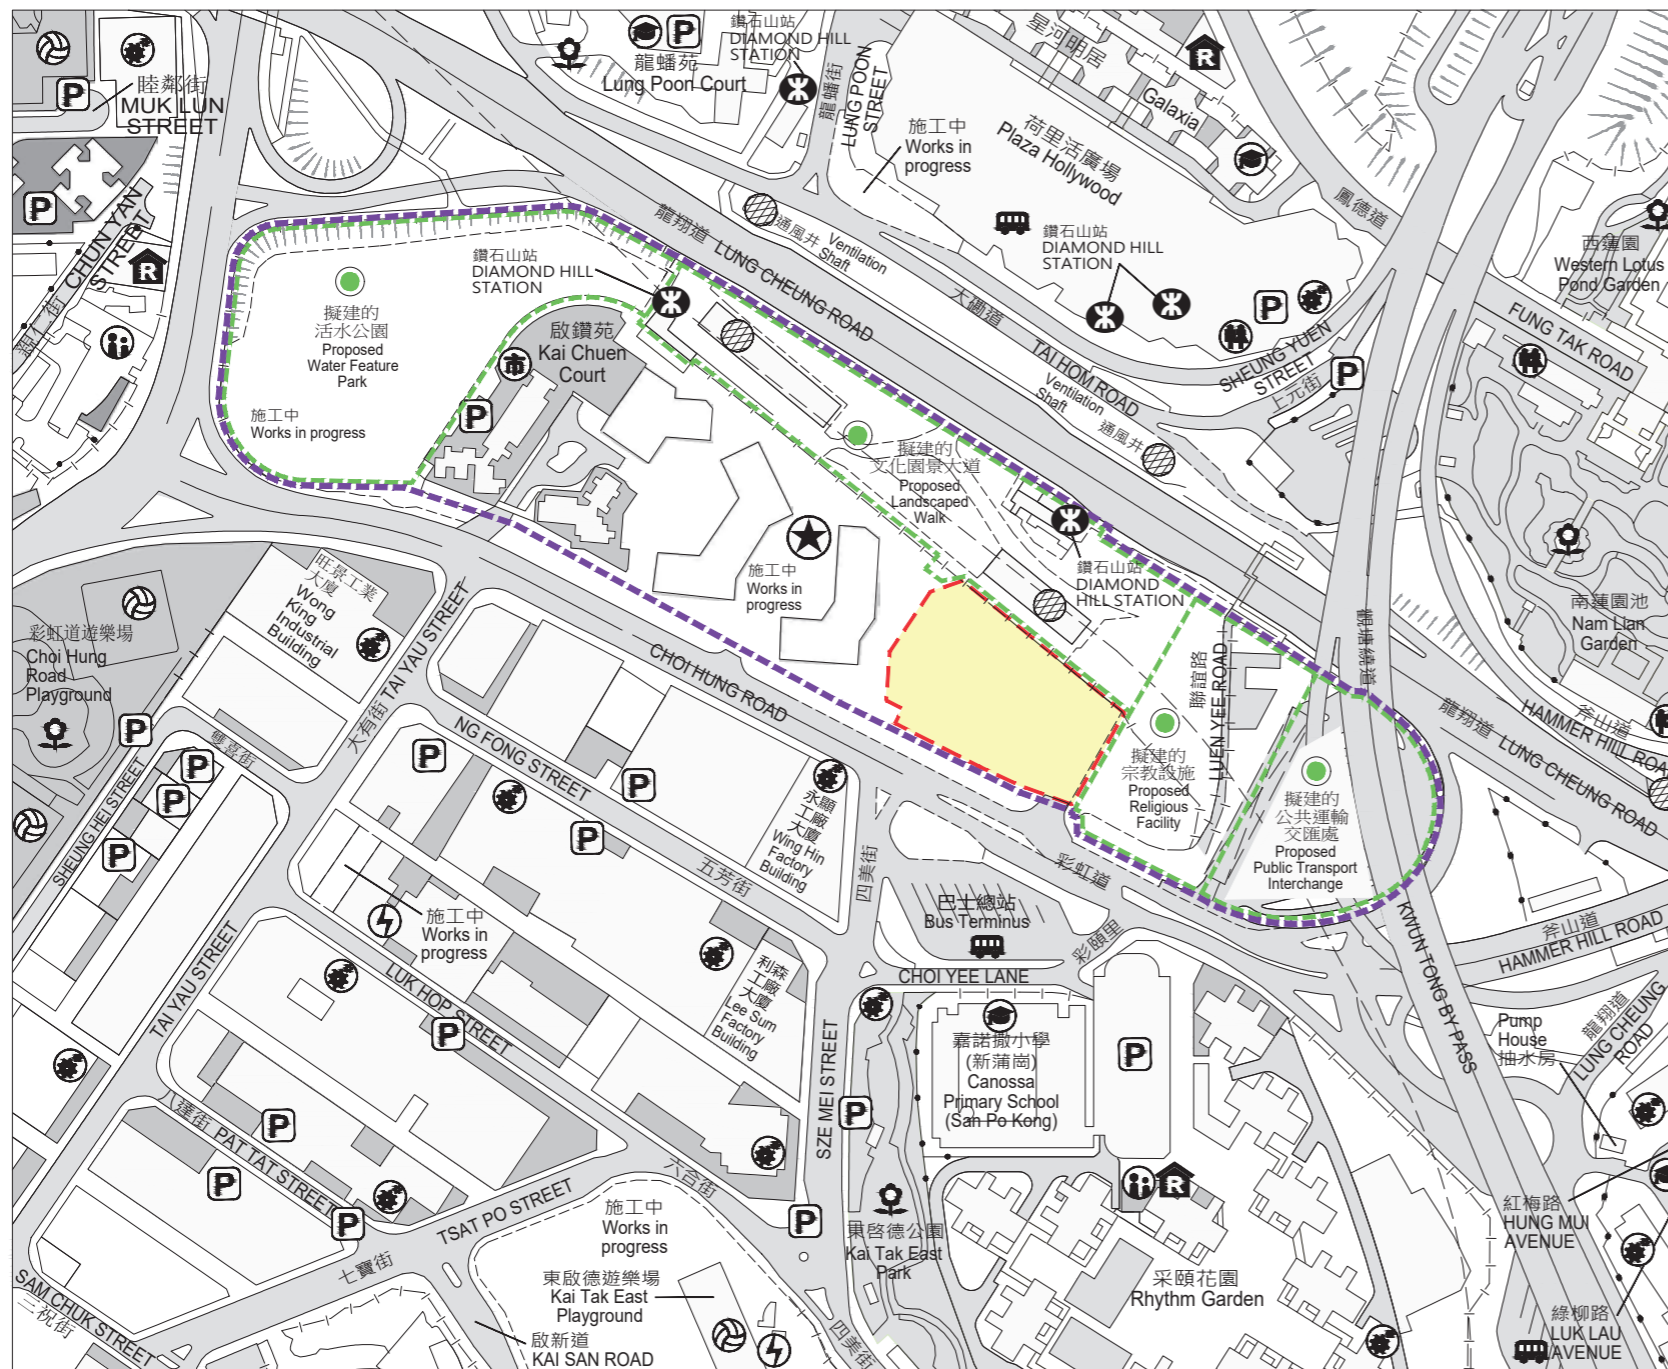 睦鄰街
MUK LUN
STREET
龍蟠苑
Lung Poon Court
鑽石山站
DIAMOND HILL
STATION
龍蟠街
LUNG POON
STREET
施工中
Works in
progress
星河明居
Galaxia
荷里活廣場
Plaza Hollywood
鑽石山站
DIAMOND HILL
STATION
鳳德道
FUNG TAK ROAD
西蓮園
Western Lotus
Pond Garden
CHUN YAN
STREET
龍翔道 LUNG CHEUNG ROAD
通風井
Ventilation
Shaft
大磡道
TAI HOM ROAD
Ventilation
Shaft
通風井
SHEUNG YUEN
STREET
上元街
鑽石山站
DIAMOND HILL
STATION
擬建的
活水公園
Proposed
Water Feature
Park
施工中
Works in progress
啟鑽苑
Kai Chuen
Court
擬建的
文化園景大道
Proposed
Landscaped
Walk
施工中
Works in
progress
鑽石山站
DIAMOND
HILL STATION
南蓮園池
Nam Lian
Garden
觀塘繞道
聯誼路
LUEN YEE ROAD
擬建的
宗教設施
Proposed
Religious
Facility
擬建的
公共運輸
交匯處
Proposed
Public Transport
Interchange
龍翔道 LUNG CHEUNG ROAD
斧山道
HAMMER HILL ROAD
旺景工業
大廈
Wong
King
Industrial
Building
彩虹道遊樂場
Choi Hung
Road
Playground
大有街 TAI YAU STREET
CHOI HUNG ROAD
彩虹道
NG FONG STREET
五芳街
雙喜街
SHEUNG HEI STREET
永顯
工廠
大廈
Wing Hin
Factory
Building
四美街
巴士總站
Bus Terminus
彩頤里
CHOI YEE LANE
施工中
Works in
progress
利森
工廠
大廈
Lee Sum
Factory
Building
TAI YAU STREET
LUK HOP STREET
六合街
SZE MEI STREET
嘉諾撒小學
(新蒲崗)
Canossa
Primary School
(San Po Kong)
KWUN TONG BY PASS
斧山道
HAMMER HILL ROAD
Pump
House
抽水房
龍翔道
LUNG CHEUNG
ROAD
八達街 PAT TAT STREET
TSAT PO STREET
七寶街
SAM CHUK STREET
三祝街
施工中
Works in
progress
東啟德遊樂場
Kai Tak East
Playground
啟新道
KAI SAN ROAD
四美街
東啓德公園
Kai Tak East
Park
采頤花園
Rhythm Garden
紅梅路
HUNG MUI
AVENUE
綠柳路
LUK LAU
AVENUE